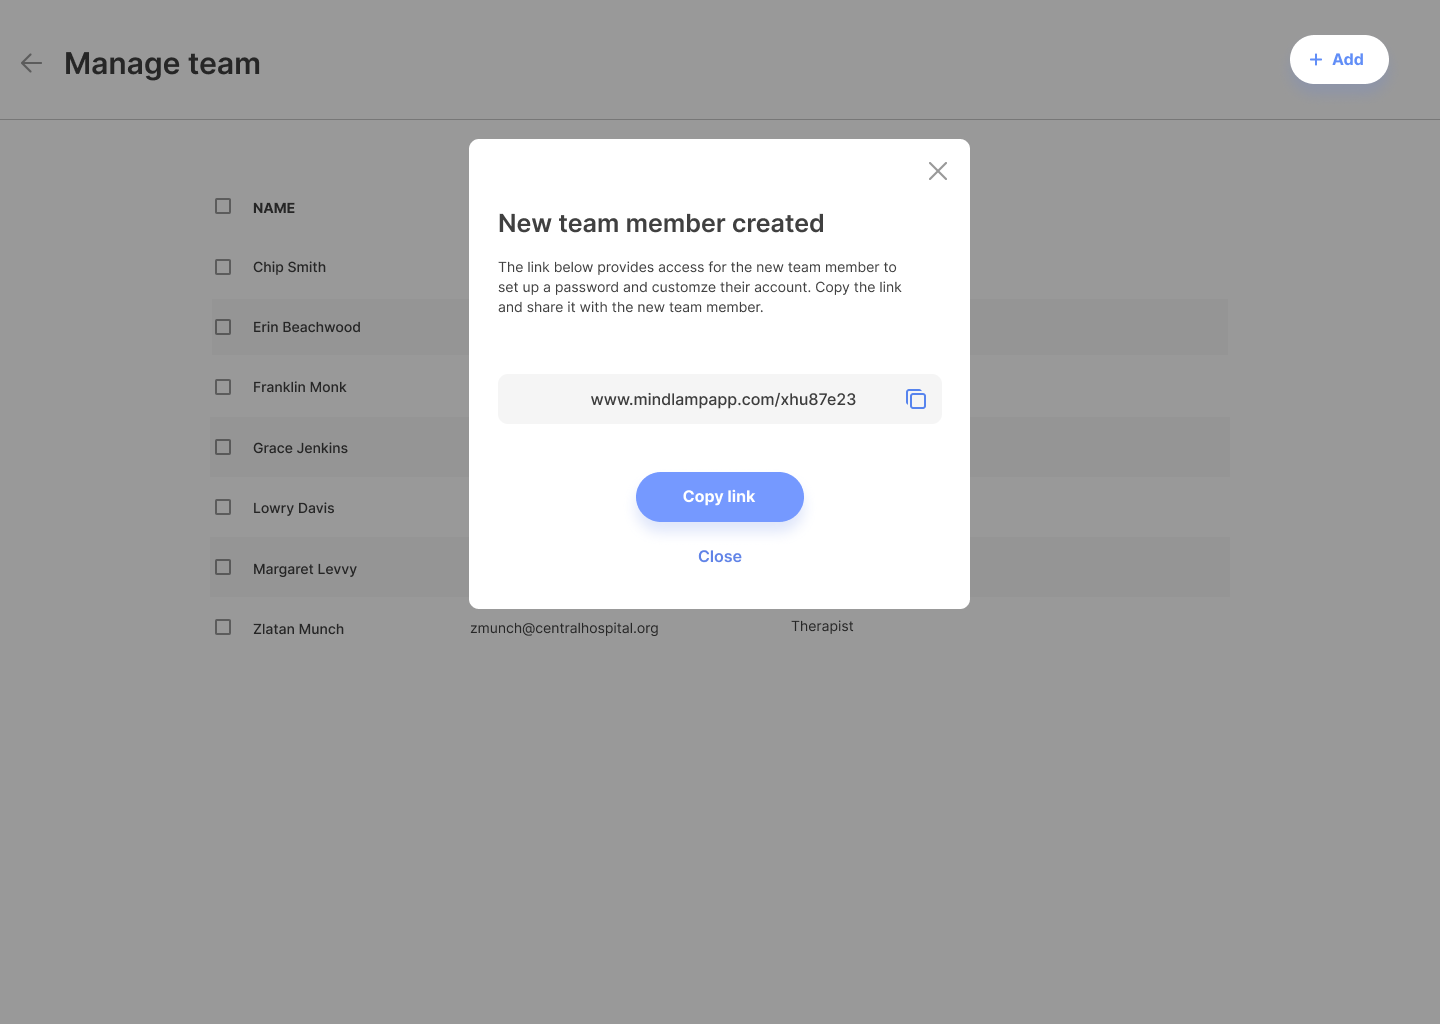 Manage team
+ Add
NAME
Chip Smith
Erin Beachwood
Franklin Monk
Grace Jenkins
Lowry Davis
Margaret Levvy
Zlatan Munch zmunch@centralhospital.org Therapist
New team member created
The link below provides access for the new team member to
set up a password and customze their account. Copy the link
and share it with the new team member.
www.mindlampapp.com/xhu87e23
Copy link
Close